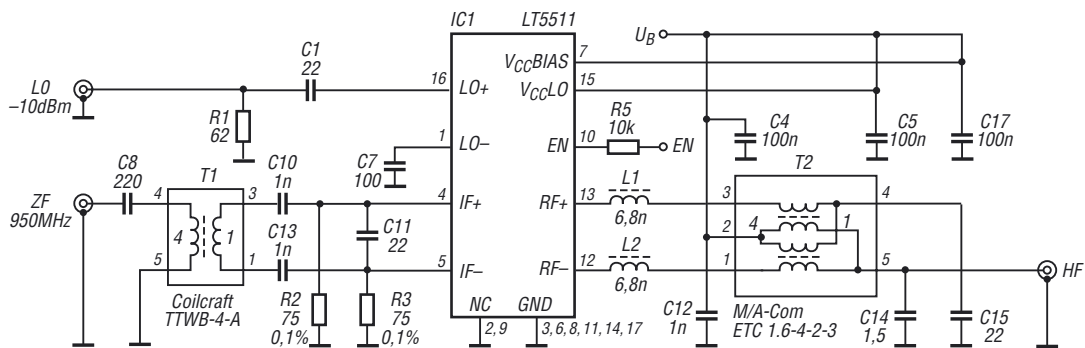 IC1 LT5511
L0
–10dBm
C1
22
R1
62
16
LO+
1
LO–
C7
100
ZF
950MHz
C8
220
T1
4
5
4
1
3
1
Coilcraft
TTWB-4-A
C10
1n
C13
1n
C11
22
R2
75
0,1%
R3
75
0,1%
4
IF+
5
IF–
NC
2,9
GND
3,6,8,11,14,17
UB
7
VCCBIAS
15
VCCLO
R5
10k
10
EN
EN
C4
100n
C5
100n
C17
100n
13
RF+
L1
6,8n
12
RF–
L2
6,8n
T2
3
2
1
4
1
4
5
M/A-Com
ETC 1.6-4-2-3
C12
1n
C14
1,5
C15
22
HF